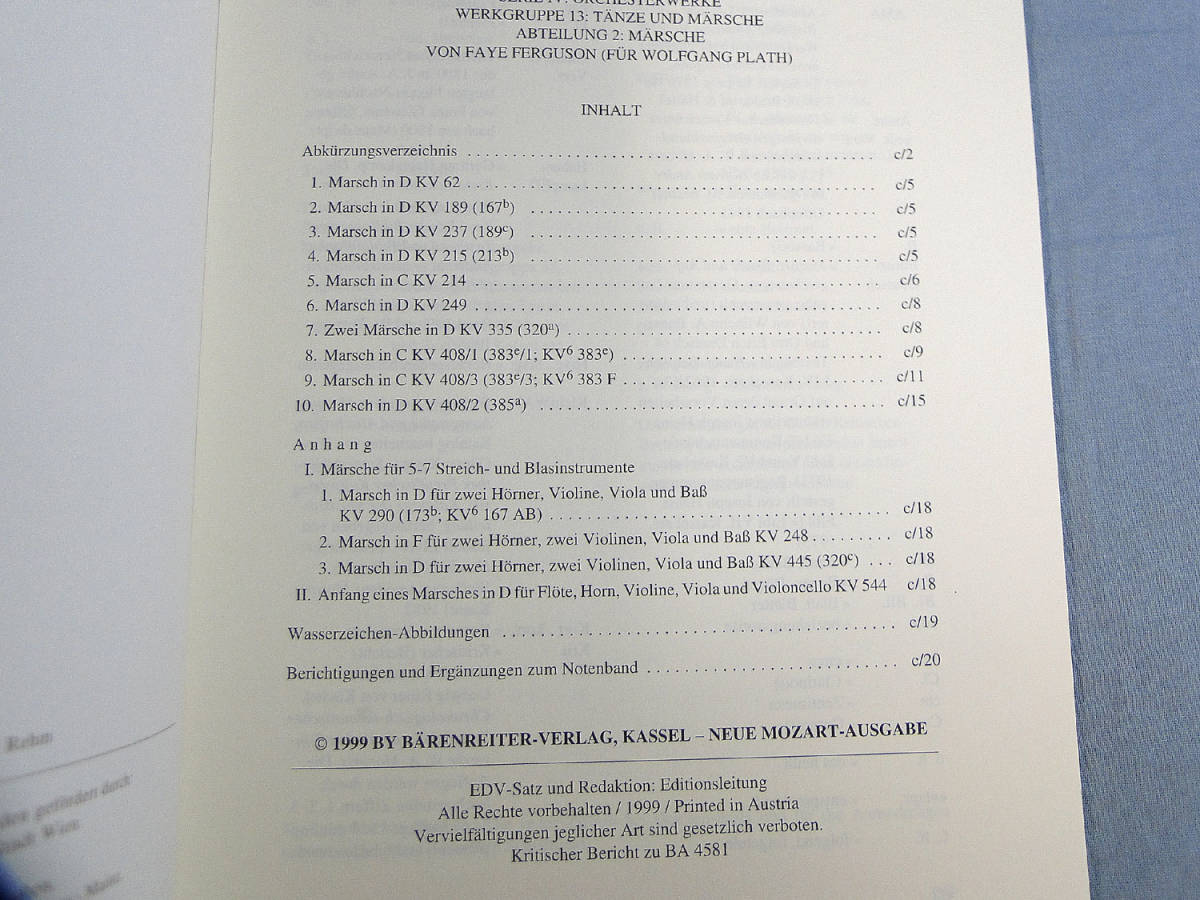 SERIE IV: ORCHESTERWERKE
WERKGRUPPE 13: TÄNZE UND MÄRSCHE
ABTEILUNG 2: MÄRSCHE
VON FAYE FERGUSON (FÜR WOLFGANG PLATH)
INHALT
Abkürzungsverzeichnis . . . . . . . . . . c/2
1. Marsch in D KV 62 . . . . . . . . . . c/5
2. Marsch in D KV 189 (167ᵇ) . . . . . . . . . . c/5
3. Marsch in D KV 237 (189ᶜ) . . . . . . . . . . c/5
4. Marsch in D KV 215 (213ᵇ) . . . . . . . . . . c/5
5. Marsch in C KV 214 . . . . . . . . . . c/6
6. Marsch in D KV 249 . . . . . . . . . . c/8
7. Zwei Märsche in D KV 335 (320ᵃ) . . . . . . . . . . c/8
8. Marsch in C KV 408/1 (383ᵉ/1; KV⁶ 383ᵉ) . . . . . . . . . . c/9
9. Marsch in C KV 408/3 (383ᵉ/3; KV⁶ 383 F . . . . . . . . . . c/11
10. Marsch in D KV 408/2 (385ᵃ) . . . . . . . . . . c/15
Anhang
I. Märsche für 5-7 Streich- und Blasinstrumente
1. Marsch in D für zwei Hörner, Violine, Viola und Baß
KV 290 (173ᵇ; KV⁶ 167 AB) . . . . . . . . . . c/18
2. Marsch in F für zwei Hörner, zwei Violinen, Viola und Baß KV 248 . . . . . . . . . c/18
3. Marsch in D für zwei Hörner, zwei Violinen, Viola und Baß KV 445 (320ᶜ) . . . c/18
II. Anfang eines Marsches in D für Flöte, Horn, Violine, Viola und Violoncello KV 544 c/18
Wasserzeichen-Abbildungen . . . . . . . . . . c/19
Berichtigungen und Ergänzungen zum Notenband . . . . . . . . . . c/20
© 1999 BY BÄRENREITER-VERLAG, KASSEL – NEUE MOZART-AUSGABE
EDV-Satz und Redaktion: Editionsleitung
Alle Rechte vorbehalten / 1999 / Printed in Austria
Vervielfältigungen jeglicher Art sind gesetzlich verboten.
Kritischer Bericht zu BA 4581
Rehm
gefördert durch
Wien
Mainz